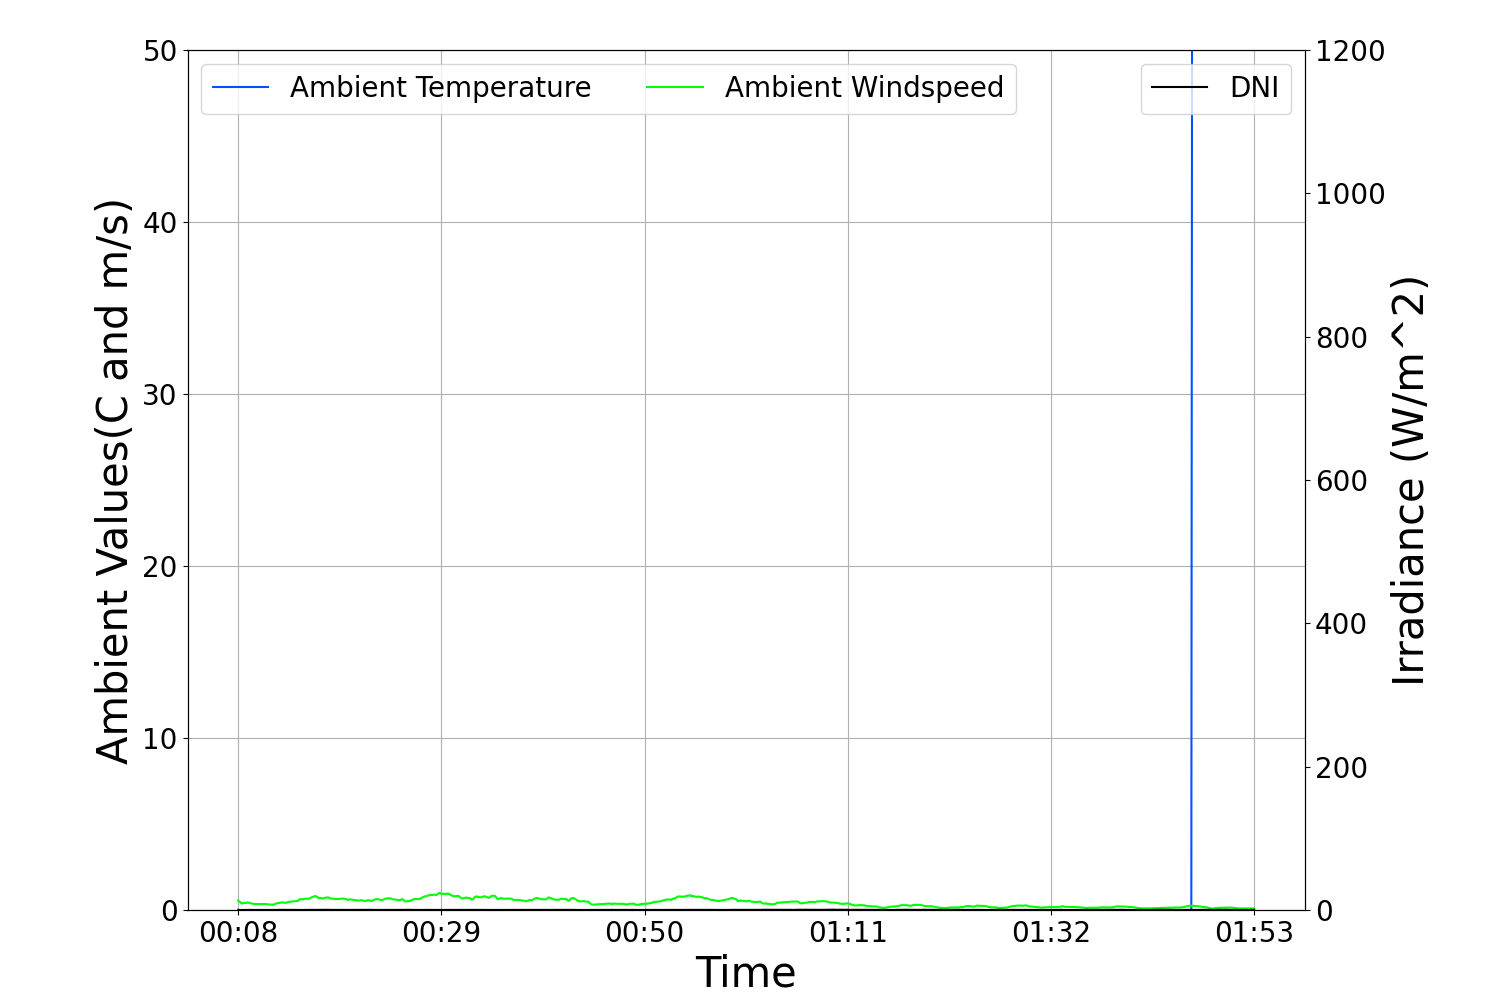 50
40
30
20
10
0
Ambient Values(C and m/s)
Ambient Temperature
Ambient Windspeed
DNI
1200
1000
800
600
400
200
0
Irradiance (W/m^2)
00:08 00:29 00:50 01:11 01:32 01:53
Time